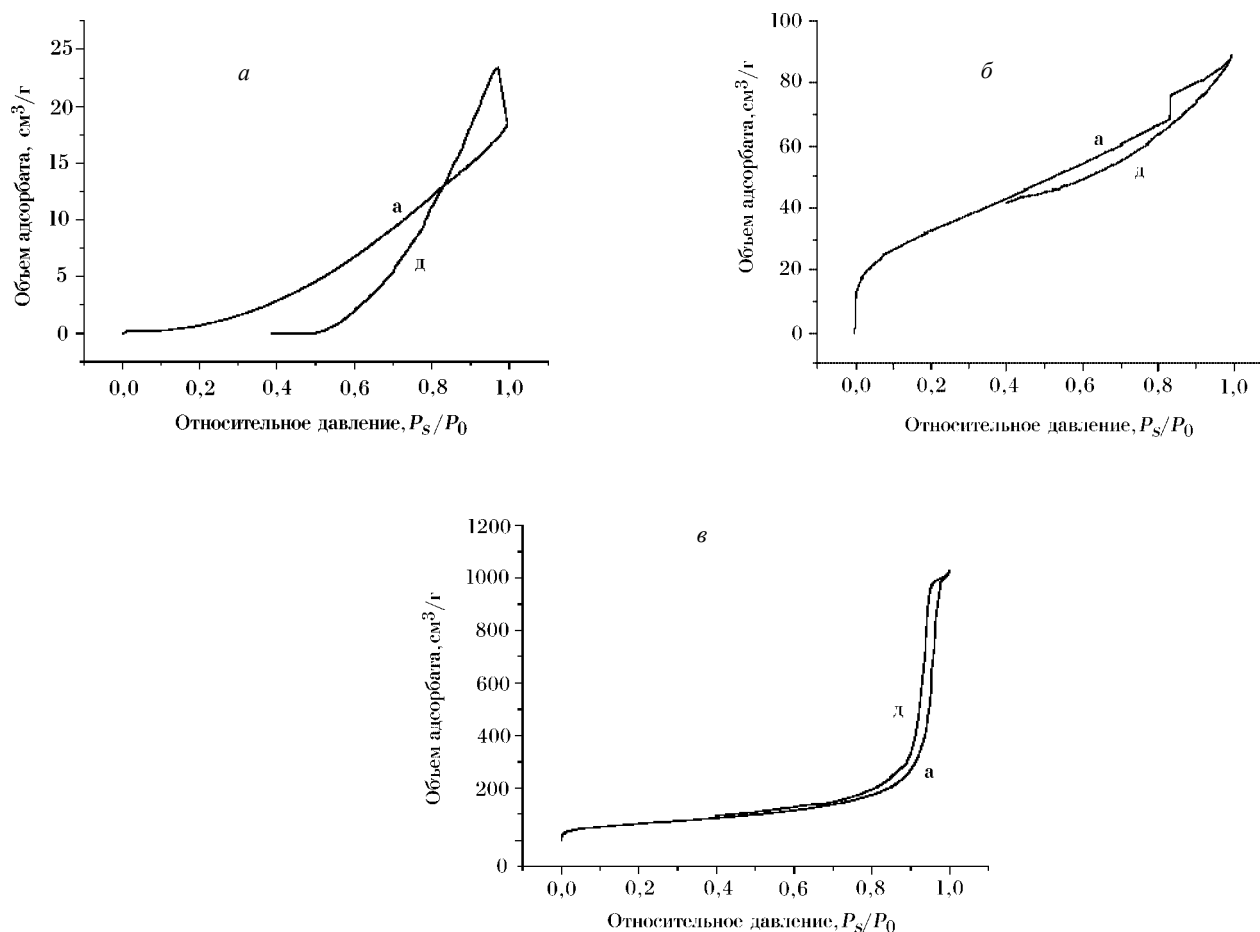 а
Объем адсорбата, см³/г
25
20
15
10
5
0
а
д
0,0 0,2 0,4 0,6 0,8 1,0
Относительное давление, Ps/P0
б
Объем адсорбата, см³/г
100
80
60
40
20
0
а
д
0,0 0,2 0,4 0,6 0,8 1,0
Относительное давление, Ps/P0
в
Объем адсорбата, см³/г
1200
1000
800
600
400
200
0
д
а
0,0 0,2 0,4 0,6 0,8 1,0
Относительное давление, Ps/P0